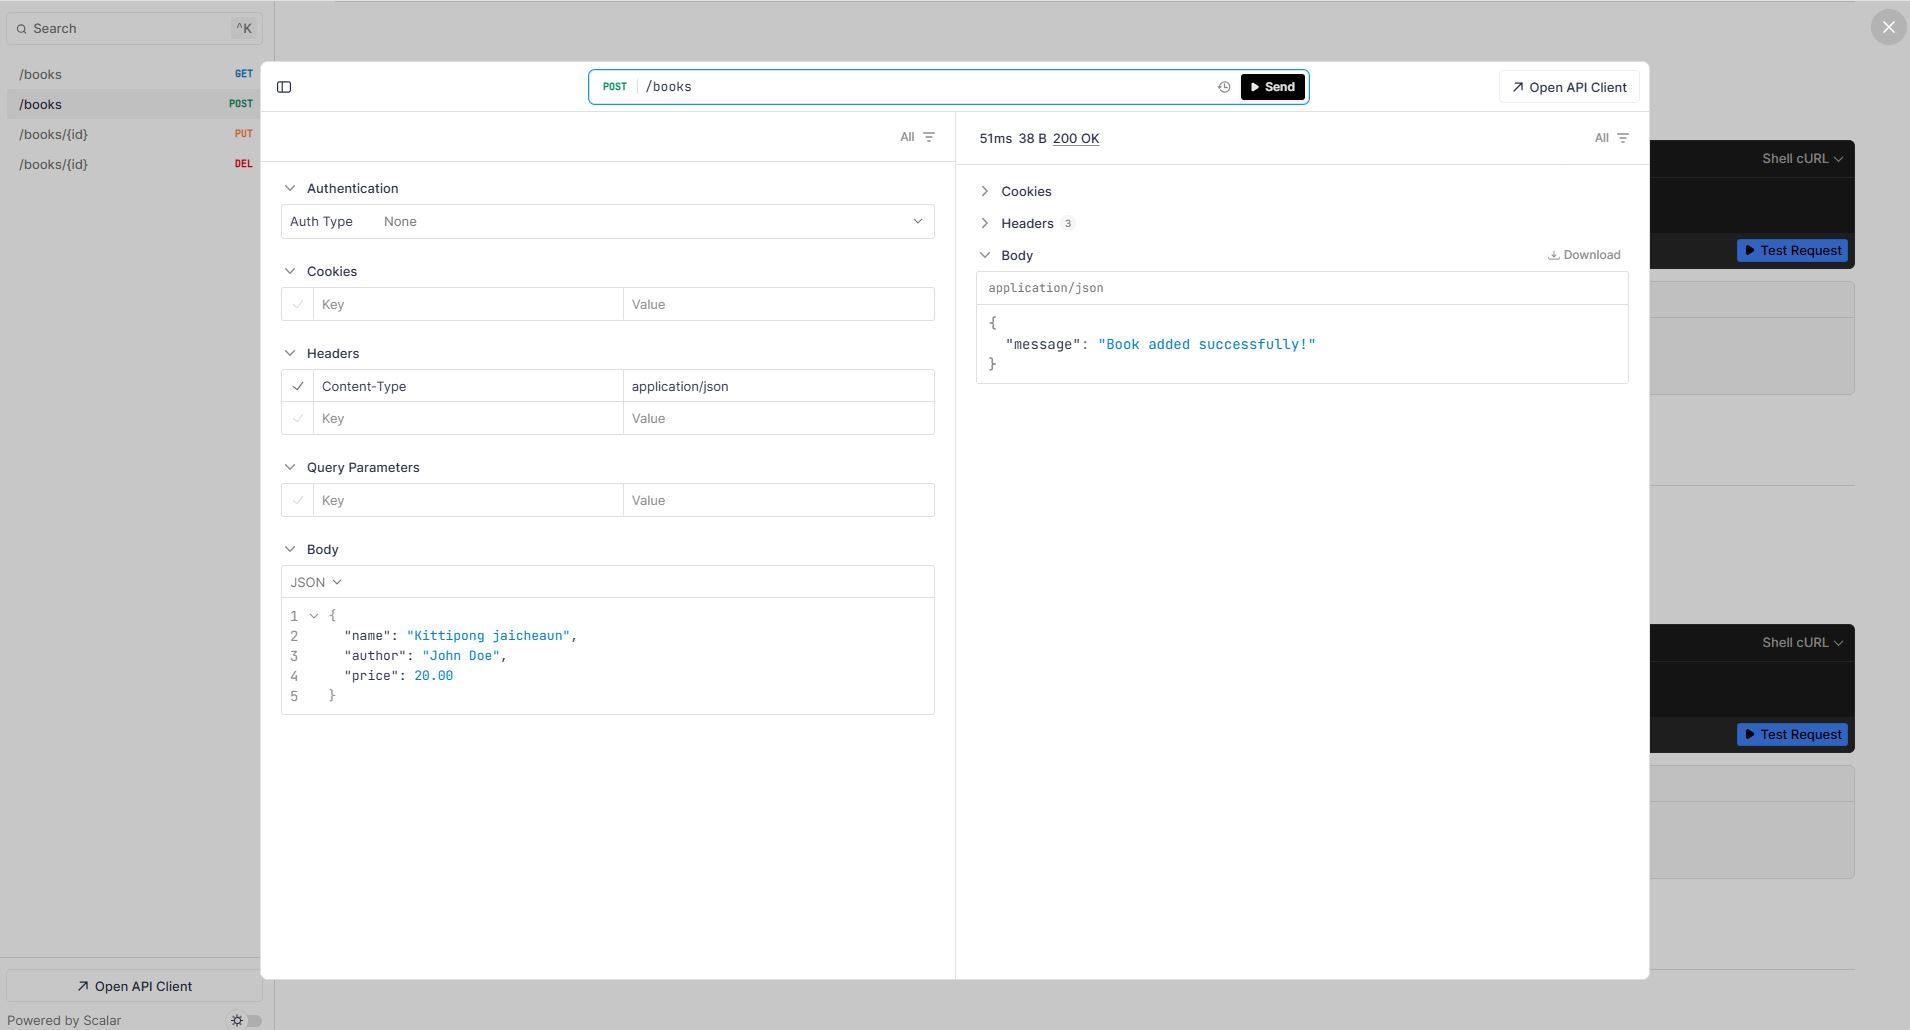 Search ^K
/books GET
/books POST
/books/{id} PUT
/books/{id} DEL
Open API Client
Powered by Scalar
POST /books Send
Open API Client
All
Authentication
Auth Type None
Cookies
Key Value
Headers
Content-Type application/json
Key Value
Query Parameters
Key Value
Body
JSON
1 {
2 "name": "Kittipong jaicheaun",
3 "author": "John Doe",
4 "price": 20.00
5 }
51ms 38 B 200 OK All
Cookies
Headers 3
Body Download
application/json
{
"message": "Book added successfully!"
}
Shell cURL
Test Request
Shell cURL
Test Request